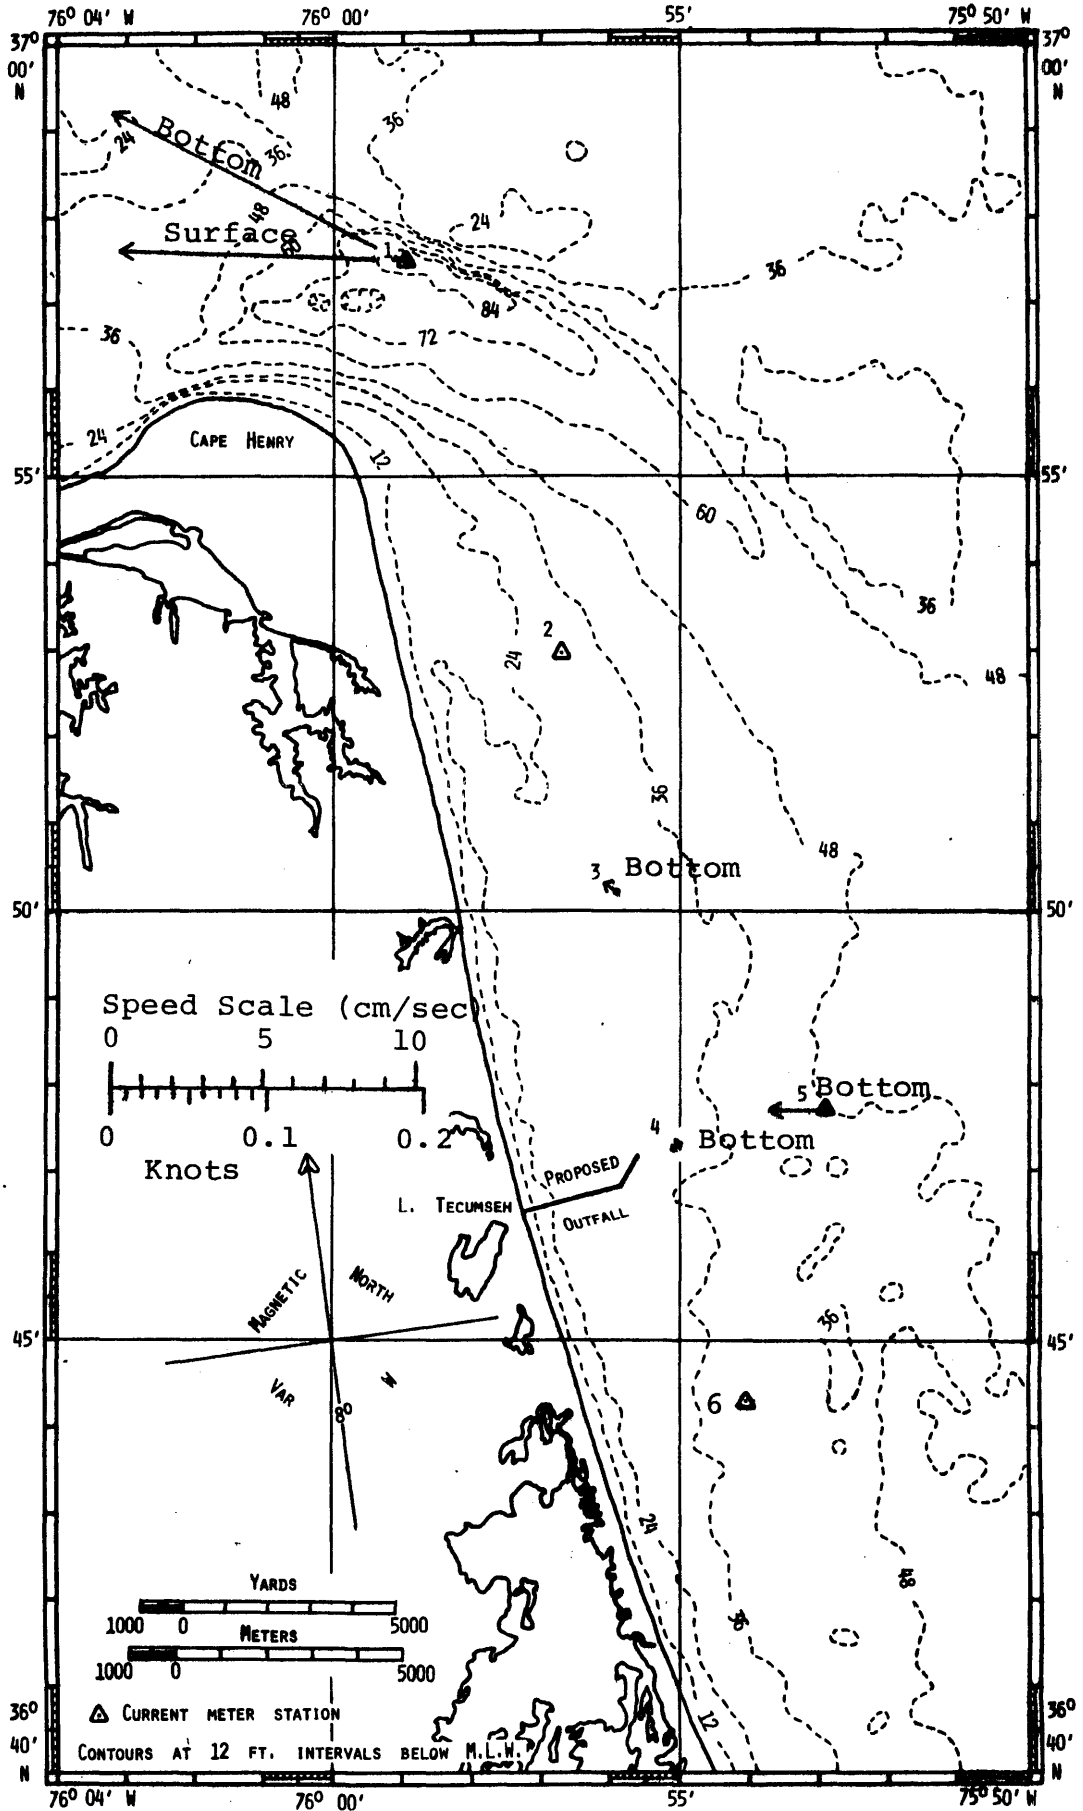 76° 04' W 76° 00' 55' 75° 50' W
37° 00' N
37° 00' N
48
36
24
Bottom
36
48
24
Surface
60
1
36
84
36
72
24
CAPE HENRY
12
55'
55'
60
36
2
24
48
36
48
3 Bottom
50'
50'
Speed Scale (cm/sec)
0 5 10
5 Bottom
0 0.1 0.2
4 Bottom
Knots
PROPOSED
OUTFALL
L. TECUMSEH
MAGNETIC NORTH
36
45'
45'
VAR 8° W
6
24
48
36
YARDS
1000 0 5000
METERS
1000 0 5000
CURRENT METER STATION
12
36° 40' N
36° 40' N
CONTOURS AT 12 FT. INTERVALS BELOW M.L.W.
76° 04' W 76° 00' 55' 75° 50' W